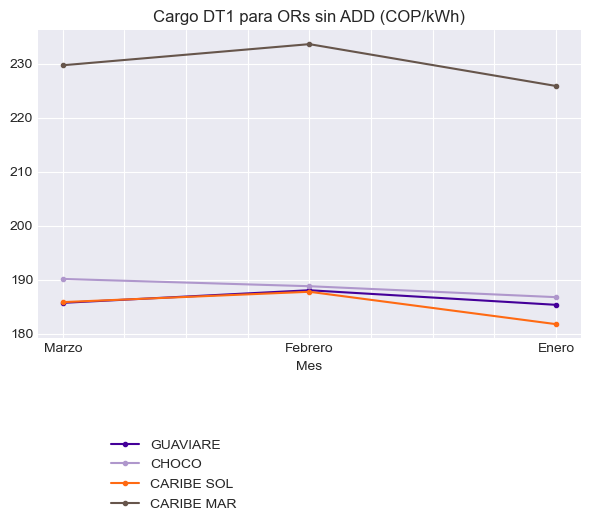 Cargo DT1 para ORs sin ADD (COP/kWh)
230
220
210
200
190
180
Marzo Febrero Enero
Mes
GUAVIARE
CHOCO
CARIBE SOL
CARIBE MAR